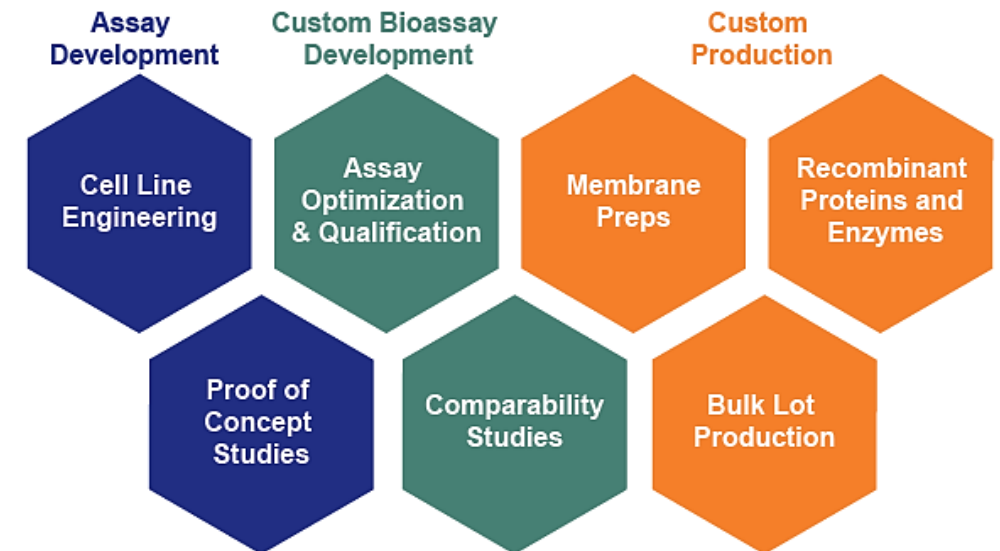 Assay
Development
Custom Bioassay
Development
Custom
Production
Cell Line
Engineering
Assay
Optimization
& Qualification
Membrane
Preps
Recombinant
Proteins and
Enzymes
Proof of
Concept
Studies
Comparability
Studies
Bulk Lot
Production